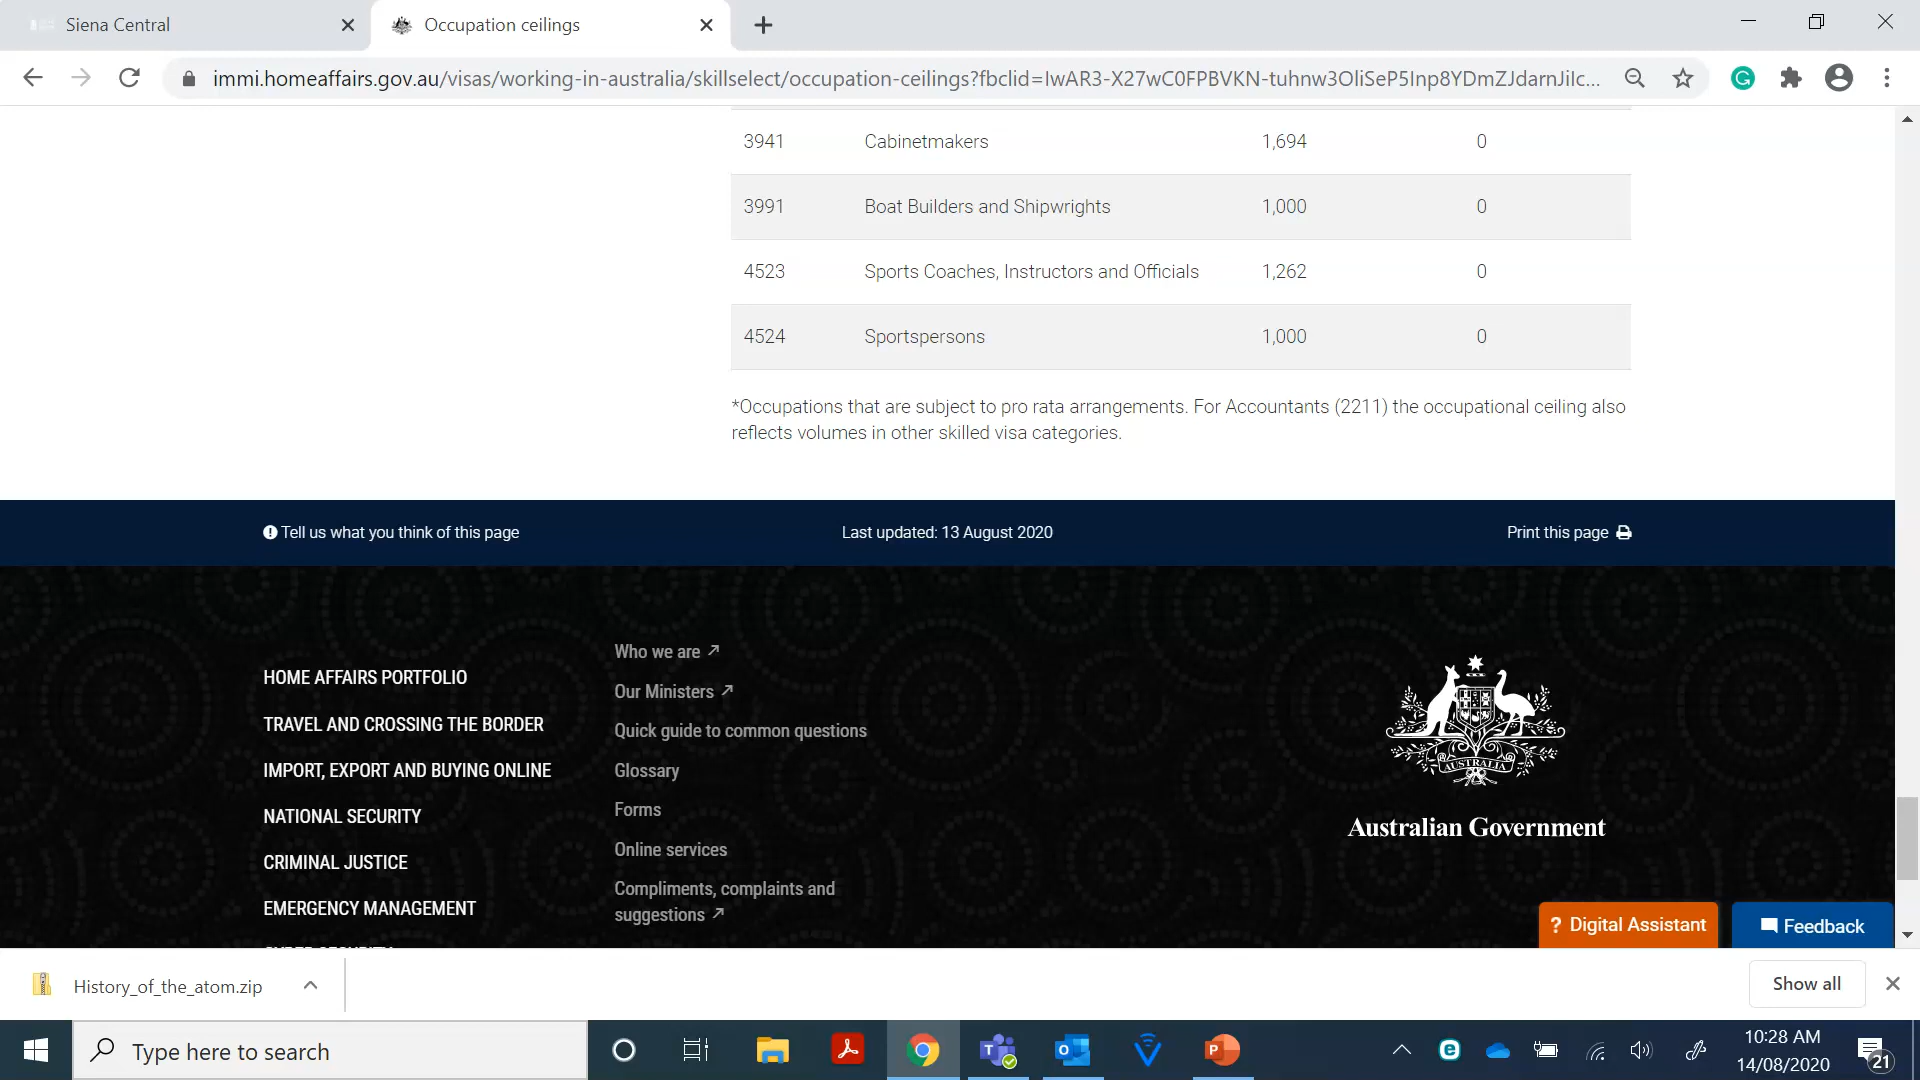 Siena Central
Occupation ceilings
immi.homeaffairs.gov.au/visas/working-in-australia/skillselect/occupation-ceilings?fbclid=IwAR3-X27wC0FPBVKN-tuhnw3OliSeP5Inp8YDmZJdarnJiIc...
3941 Cabinetmakers 1,694 0
3991 Boat Builders and Shipwrights 1,000 0
4523 Sports Coaches, Instructors and Officials 1,262 0
4524 Sportspersons 1,000 0
*Occupations that are subject to pro rata arrangements. For Accountants (2211) the occupational ceiling also
reflects volumes in other skilled visa categories.
Tell us what you think of this page
Last updated: 13 August 2020
Print this page
HOME AFFAIRS PORTFOLIO
TRAVEL AND CROSSING THE BORDER
IMPORT, EXPORT AND BUYING ONLINE
NATIONAL SECURITY
CRIMINAL JUSTICE
EMERGENCY MANAGEMENT
Who we are
Our Ministers
Quick guide to common questions
Glossary
Forms
Online services
Compliments, complaints and
suggestions
AUSTRALIA
Australian Government
? Digital Assistant
Feedback
History_of_the_atom.zip
Show all
Type here to search
10:28 AM
14/08/2020
21